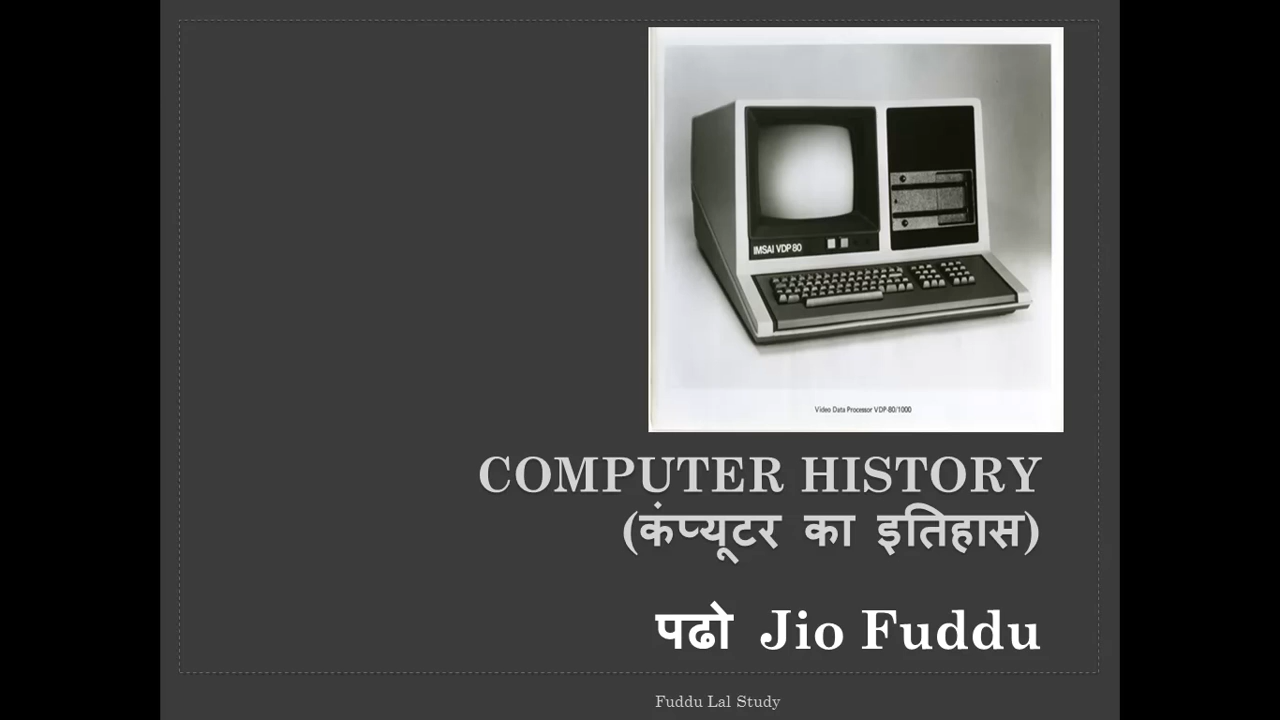 IMSAI VDP 80
Video Data Processor VDP-80/1000
COMPUTER HISTORY
(कंप्यूटर का इतिहास)
पढो Jio Fuddu
Fuddu Lal Study